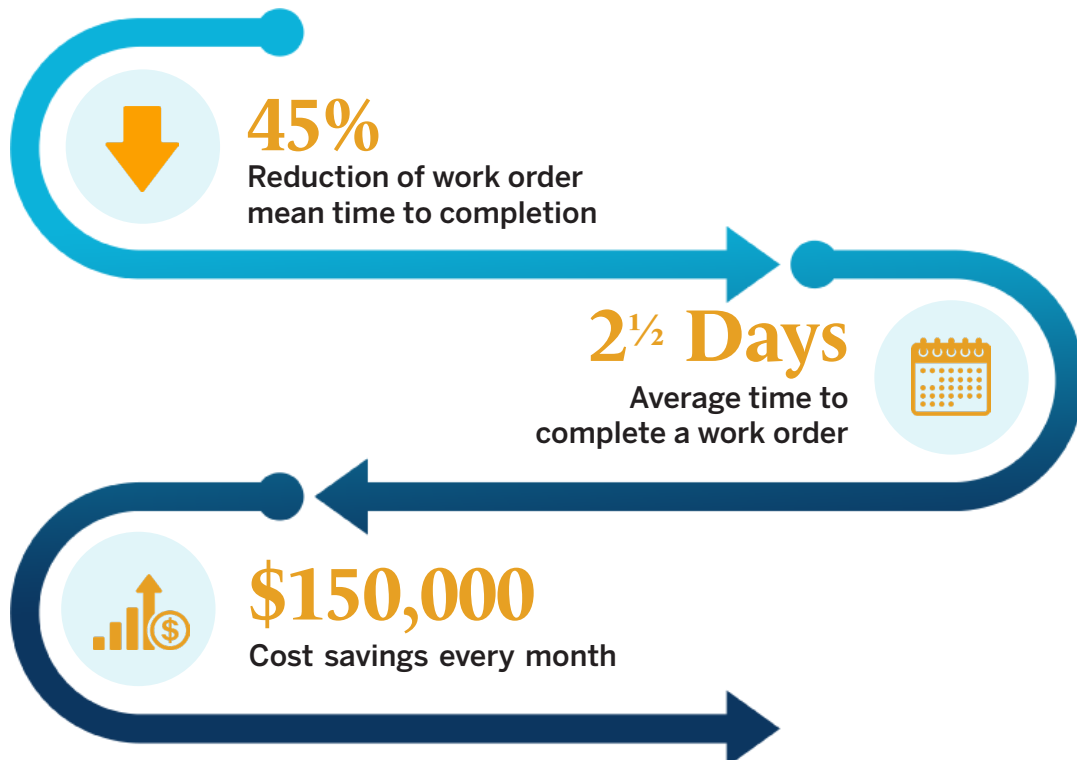 45%
Reduction of work order
mean time to completion
2½ Days
Average time to
complete a work order
$
$150,000
Cost savings every month